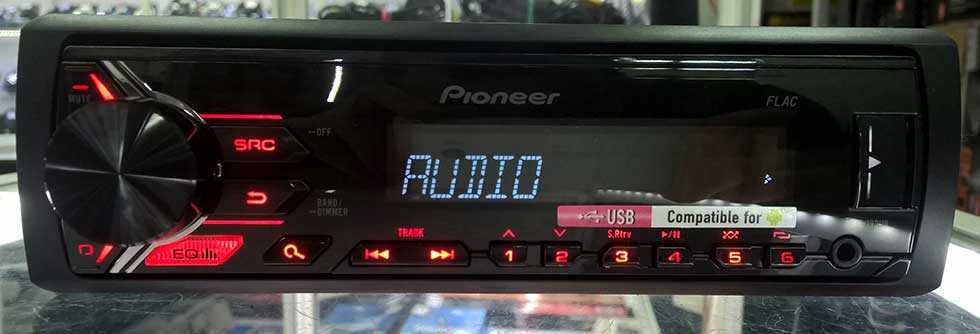 Pioneer
FLAC
MUTE
SRC
OFF
AUDIO
BAND/
DIMMER
USB
Compatible for
EQ
TRACK
S.Rtrv
1 2 3 4 5 6